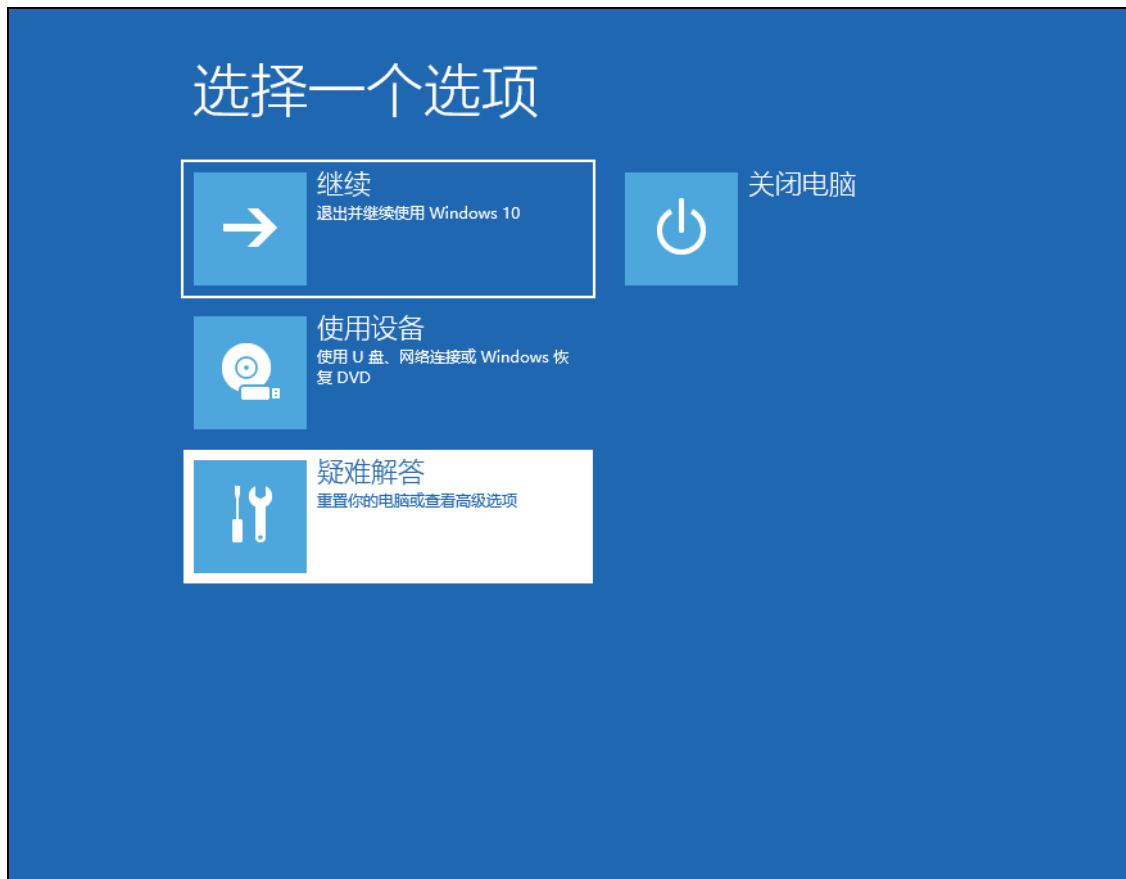 选择一个选项
继续
退出并继续使用 Windows 10
关闭电脑
使用设备
使用 U 盘、网络连接或 Windows 恢
复 DVD
疑难解答
重置你的电脑或查看高级选项